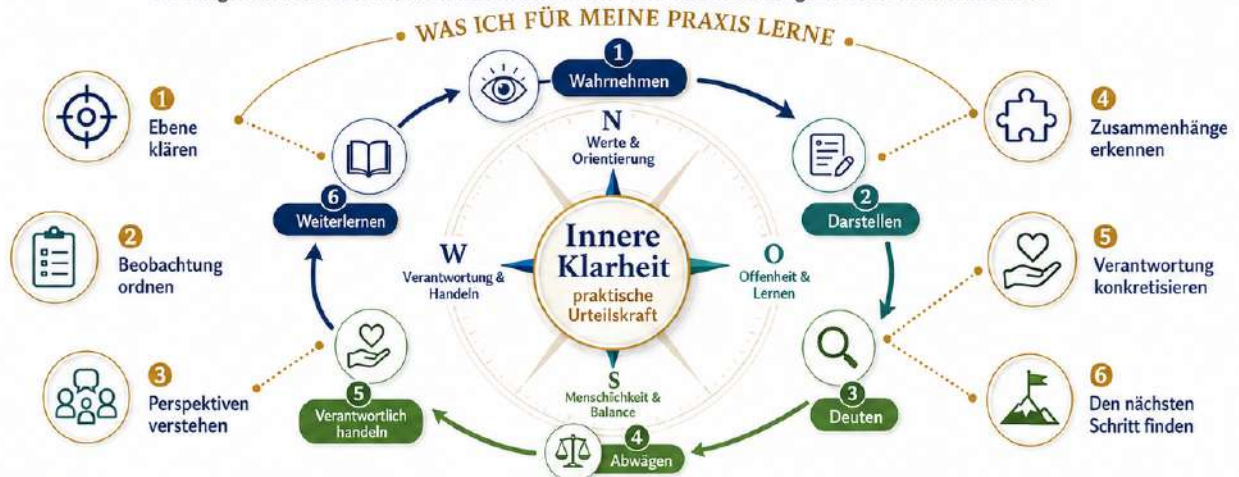 WAS ICH FÜR MEINE PRAXIS LERNE
1
Wahrnehmen
2
Darstellen
3
Deuten
4
Abwägen
5
Verantwortlich
handeln
6
Weiterlernen
N
Werte &
Orientierung
O
Offenheit &
Lernen
S
Menschichkeit &
Balance
W
Verantwortung &
Handeln
Innere
Klarheit
praktische
Urteilskraft
1
Ebene
klären
2
Beobachtung
ordnen
3
Perspektiven
verstehen
4
Zusammenhänge
erkennen
5
Verantwortung
konkretisieren
6
Den nächsten
Schritt finden